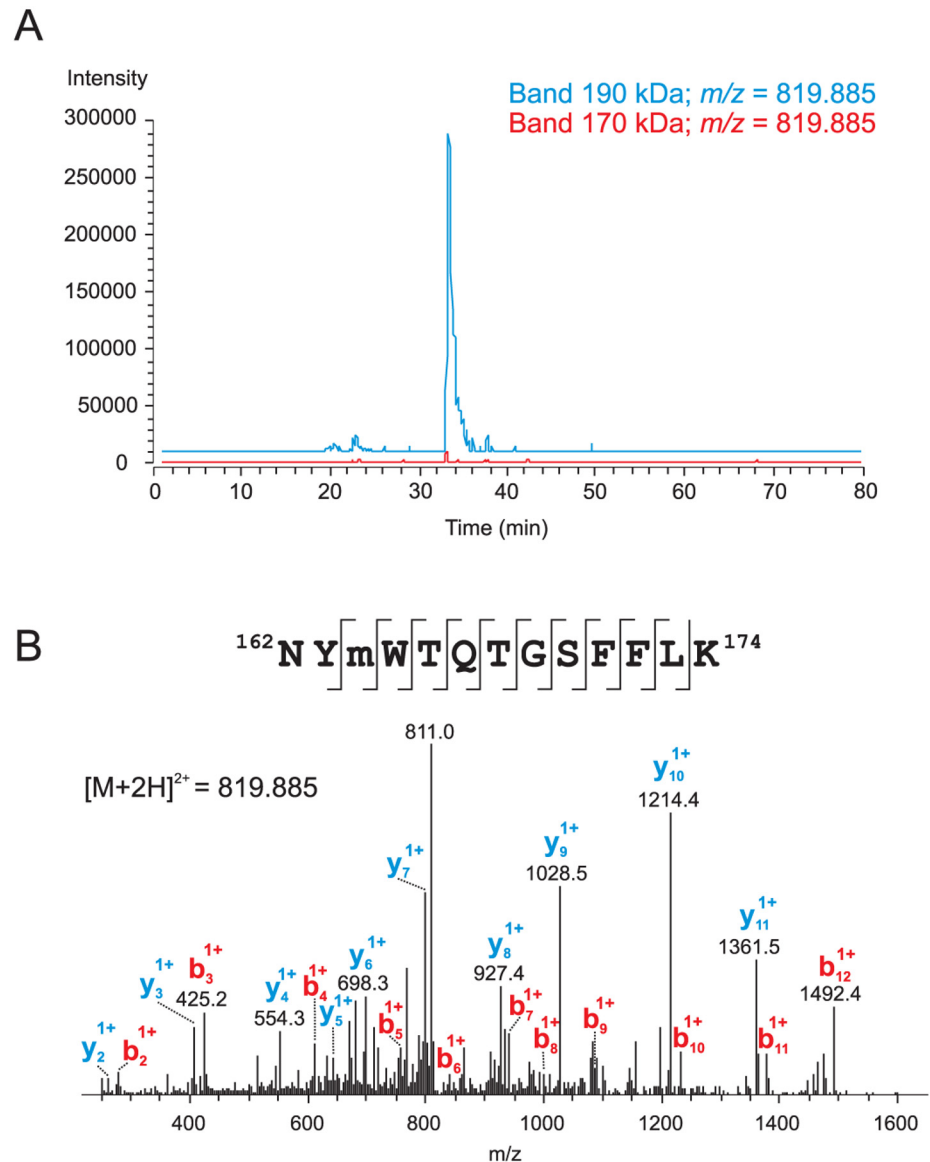 A
Intensity
Band 190 kDa; m/z = 819.885
Band 170 kDa; m/z = 819.885
300000
250000
200000
150000
100000
50000
0
0 10 20 30 40 50 60 70 80
Time (min)
B
¹⁶²NYmWTQTGSFFLK¹⁷⁴
[M+2H]²⁺ = 819.885
811.0
y₁₀¹⁺
1214.4
y₉¹⁺
1028.5
y₇¹⁺
y₁₁¹⁺
1361.5
y₈¹⁺
927.4
y₆¹⁺
698.3
b₁₂¹⁺
1492.4
b₃¹⁺
425.2
y₃¹⁺
y₄¹⁺
554.3
b₄¹⁺
y₅¹⁺
b₅¹⁺
b₆¹⁺
b₇¹⁺
b₈¹⁺
b₉¹⁺
b₁₀¹⁺
b₁₁¹⁺
y₂¹⁺
b₂¹⁺
400 600 800 1000 1200 1400 1600
m/z